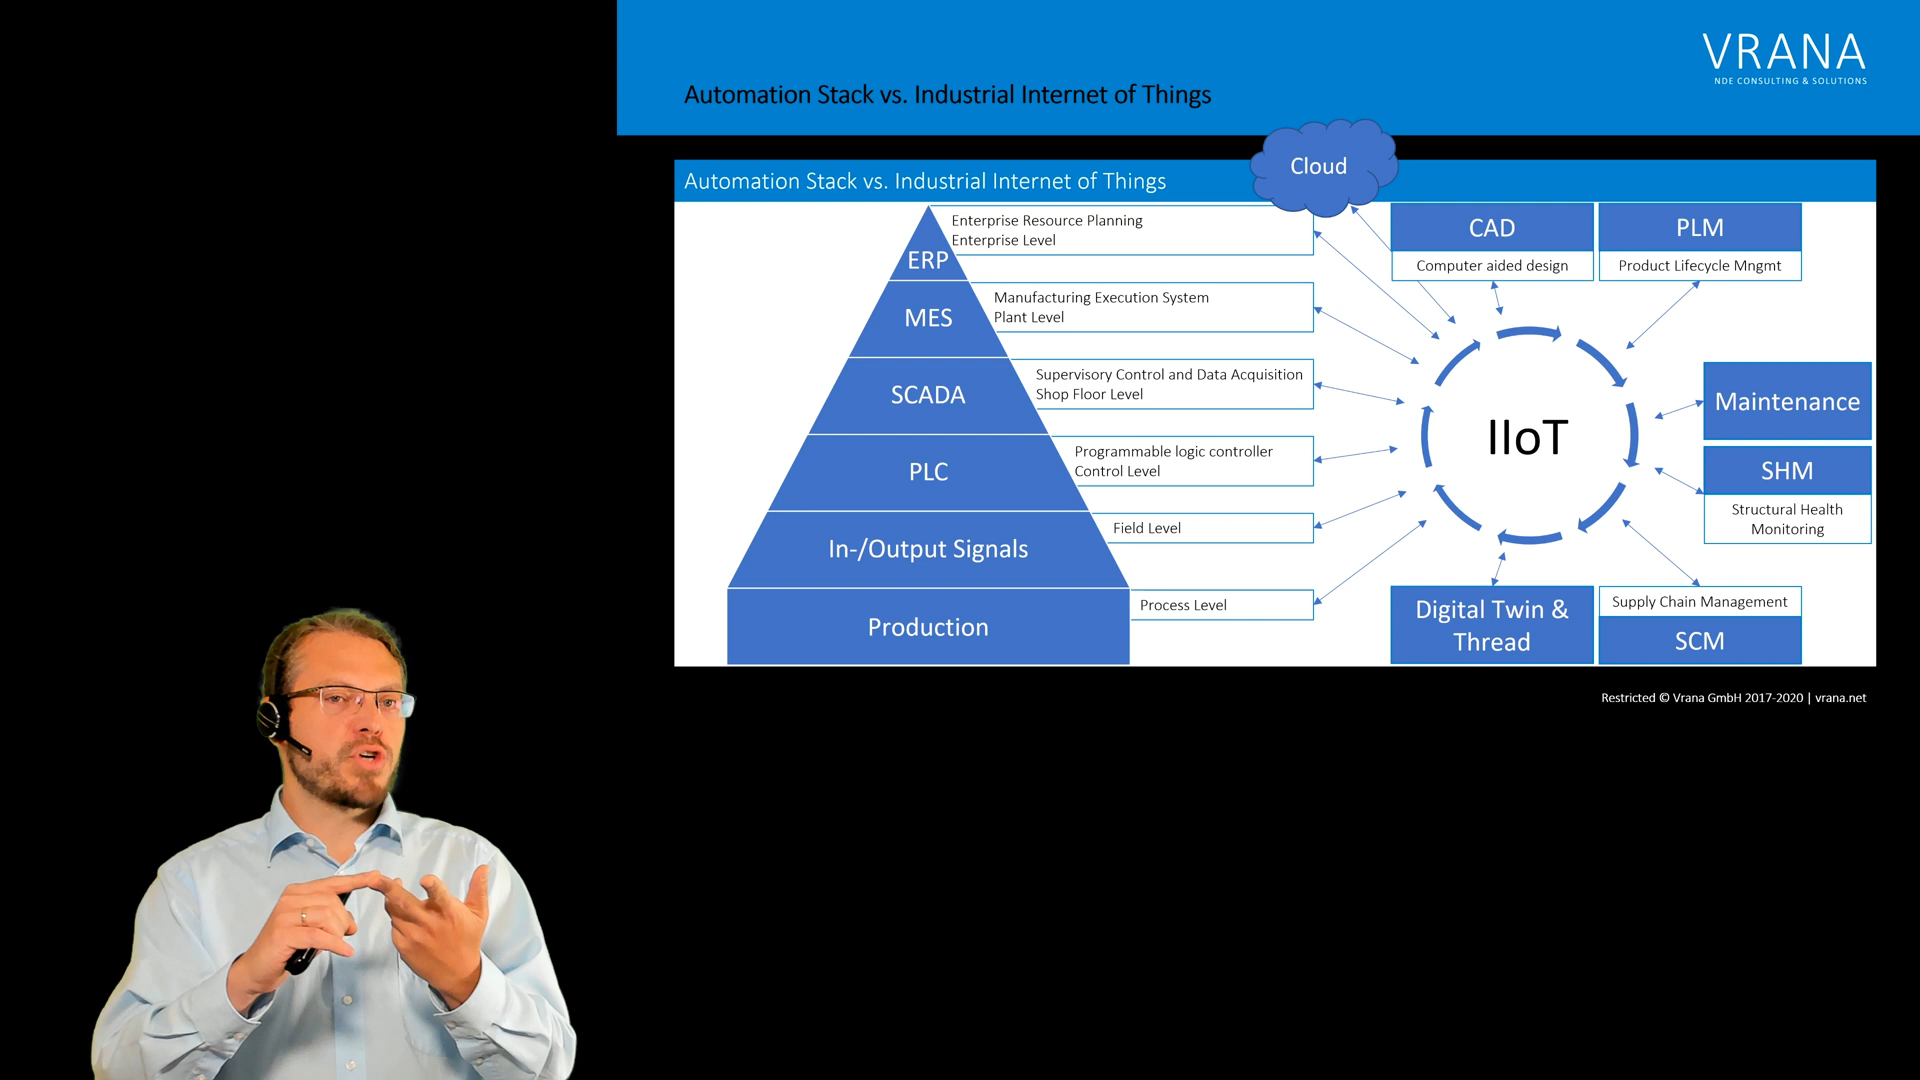 VRANA
NDE CONSULTING & SOLUTIONS
Automation Stack vs. Industrial Internet of Things
Cloud
Automation Stack vs. Industrial Internet of Things
Enterprise Resource Planning
Enterprise Level
ERP
Manufacturing Execution System
Plant Level
MES
Supervisory Control and Data Acquisition
Shop Floor Level
SCADA
Programmable logic controller
Control Level
PLC
Field Level
In-/Output Signals
Process Level
Production
CAD
Computer aided design
PLM
Product Lifecycle Mngmt
IIoT
Maintenance
SHM
Structural Health
Monitoring
Digital Twin &
Thread
Supply Chain Management
SCM
Restricted © Vrana GmbH 2017-2020 | vrana.net